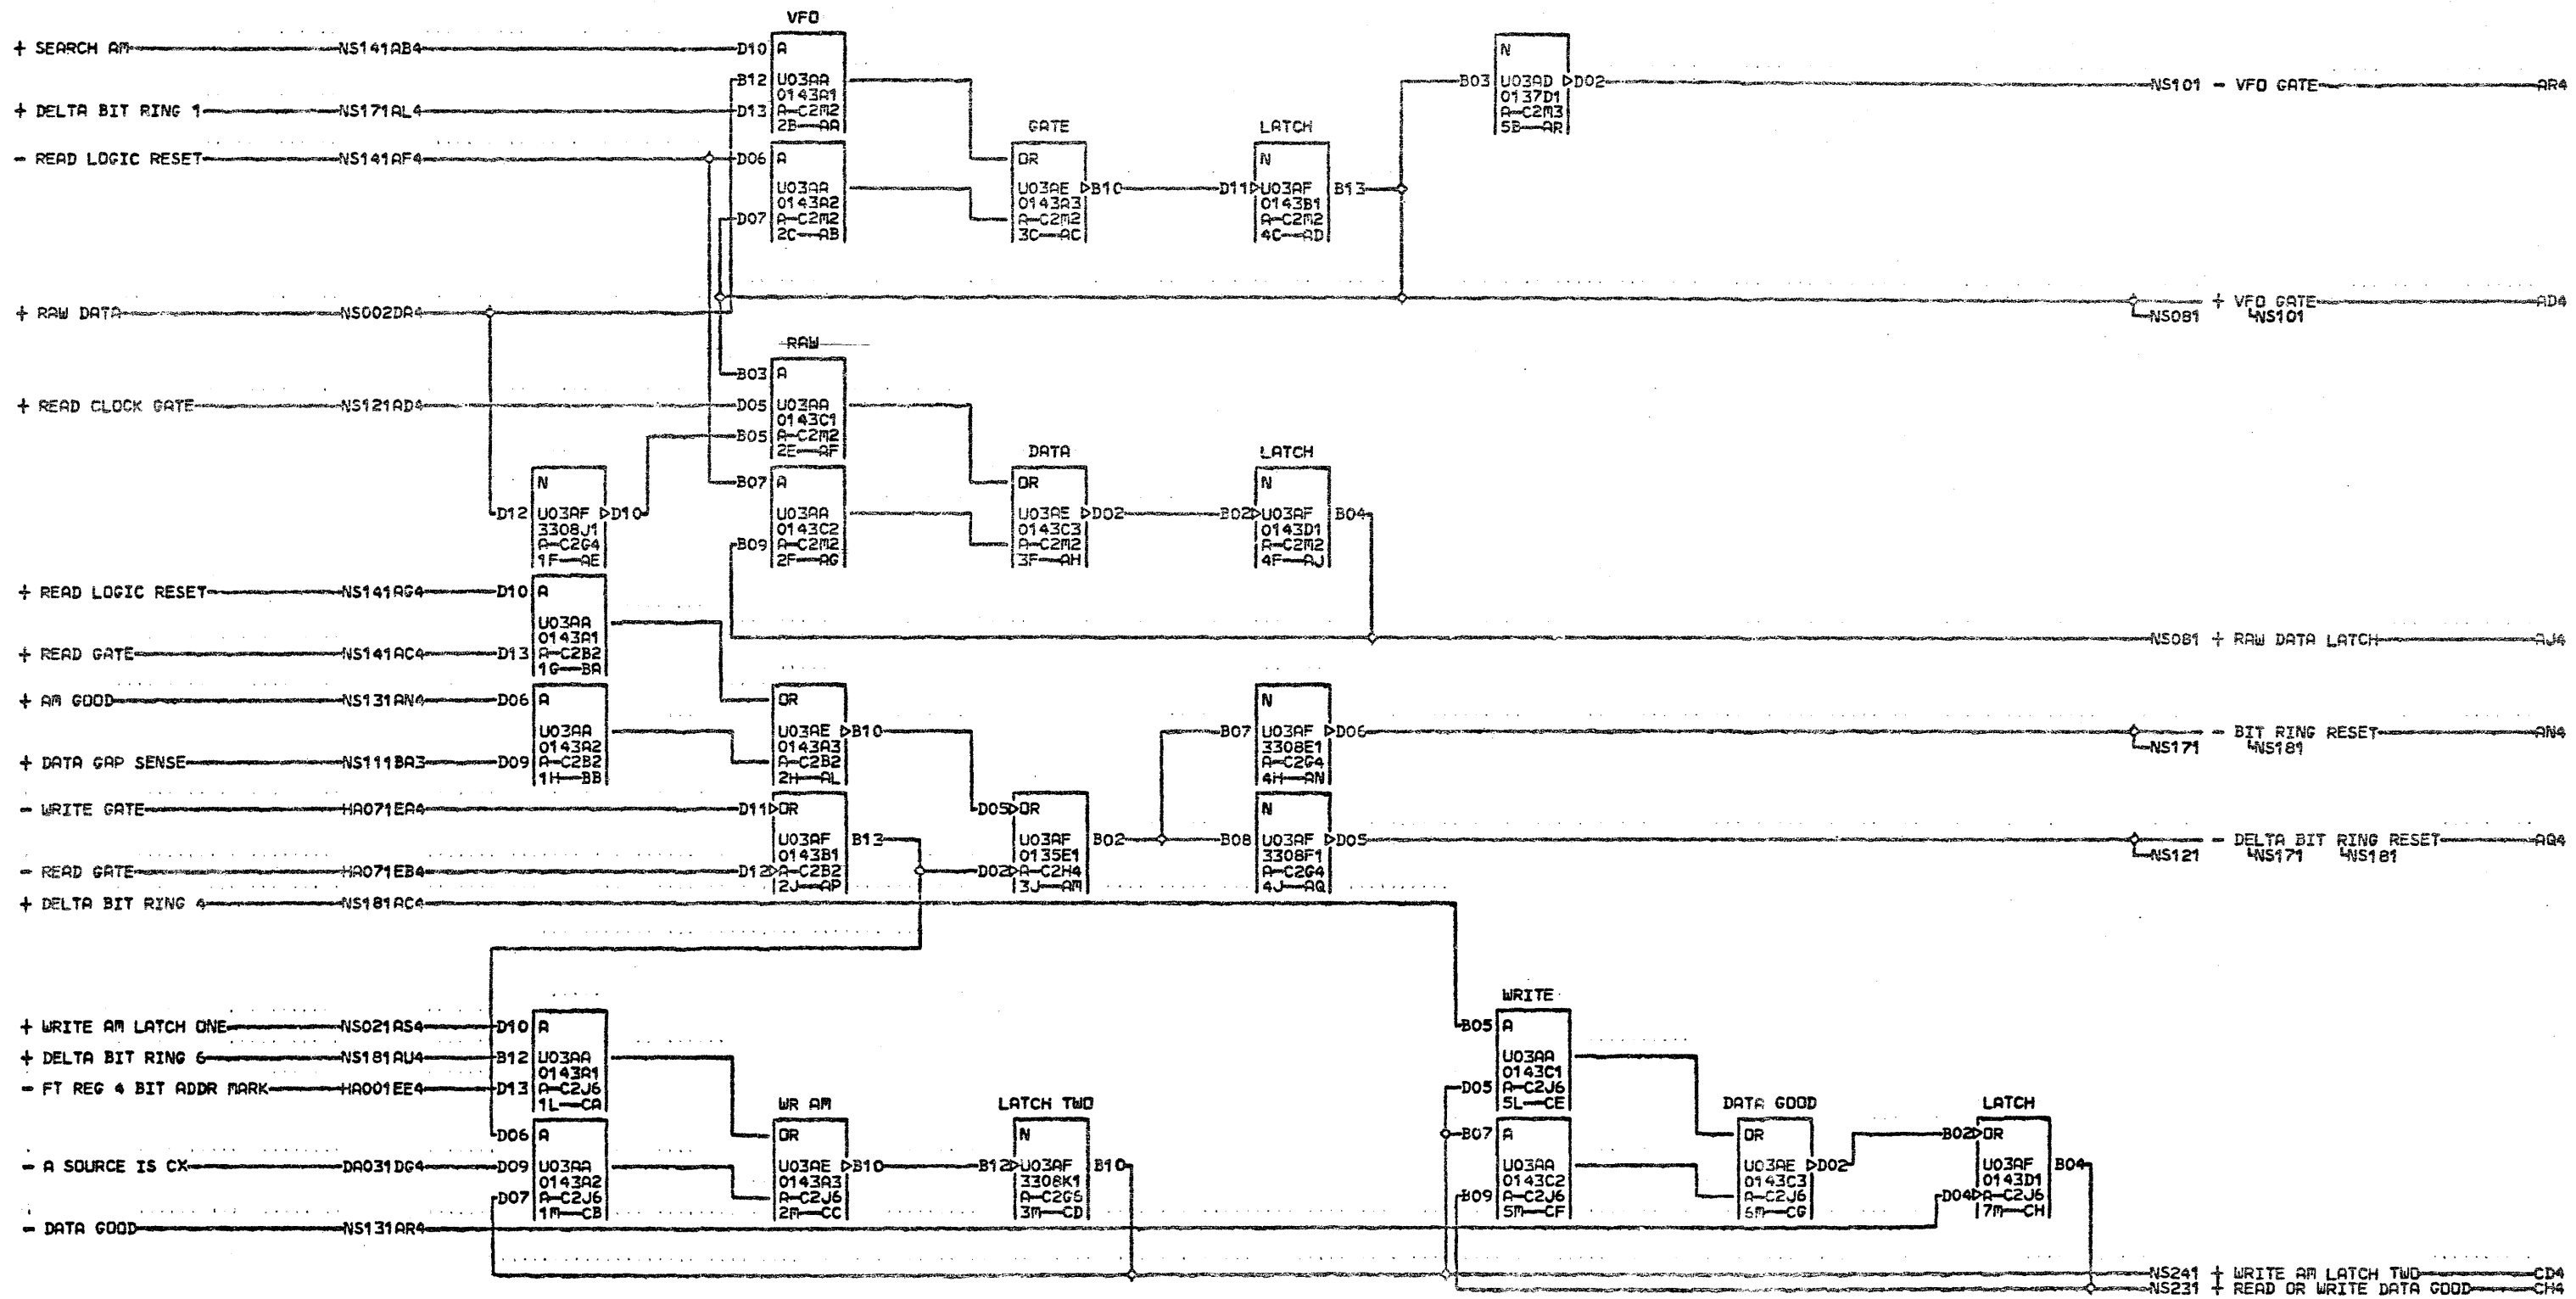 VFO
+ SEARCH AM NS141AB4 D10 A
N
B12 U03AA
B03 U03AD D02 NS101 - VFO GATE AR4
0143A1
0137D1
+ DELTA BIT RING 1 NS171AL4 D13 A-C2M2
A-C2M3
2B-AA GATE LATCH 5B-AR
- READ LOGIC RESET NS141AF4 D06 A OR N
U03AA U03AE B10 D11 U03AF B13
0143A2 0143A3 0143B1
D07 A-C2M2 A-C2M2 A-C2M2
2C-AB 3C-AC 4C-AD
+ VFO GATE AD4
+ RAW DATA NS002DA4 NS081 NS101
RAW
B03 A
+ READ CLOCK GATE NS121AD4 D05 U03AA
0143C1
B05 A-C2M2
2E-AF DATA LATCH
N B07 A OR N
D12 U03AF D10 U03AA U03AE D02 B02 U03AF B04
3308J1 0143C2 0143C3 0143D1
A-C2G4 B09 A-C2M2 A-C2M2 A-C2M2
1F-AE 2F-AG 3F-AH 4F-AJ
+ READ LOGIC RESET NS141AG4 D10 A
U03AA
0143A1 NS081 + RAW DATA LATCH AJ4
+ READ GATE NS141AC4 D13 A-C2B2
1G-BA
+ AM GOOD NS131AN4 D06 A OR N
U03AA U03AE B10 B07 U03AF D06 - BIT RING RESET AN4
0143A2 0143A3 3308E1 NS171 NS181
+ DATA GAP SENSE NS111BA3 D09 A-C2B2 A-C2B2 A-C2G4
1H-BB 2H-AL 4H-AN
- WRITE GATE HA071EA4 D11 OR D05 OR N
U03AF B13 U03AF B02 B08 U03AF D05 - DELTA BIT RING RESET AQ4
0143B1 0135E1 3308F1 NS121 NS171 NS181
- READ GATE HA071EB4 D12 A-C2B2 D02 A-C2H4 A-C2G4
2J-AP 3J-AM 4J-AQ
+ DELTA BIT RING 4 NS181AC4
WRITE
+ WRITE AM LATCH ONE NS021AS4 D10 A B05 A
+ DELTA BIT RING 6 NS181AU4 B12 U03AA U03AA
0143A1 0143C1
- FT REG 4 BIT ADDR MARK HA001EE4 D13 A-C2J6 D05 A-C2J6
1L-CA WR AM LATCH TWO 5L-CE DATA GOOD LATCH
D06 A OR N B07 A OR B02 OR
- A SOURCE IS CX DA031DG4 D09 U03AA U03AE B10 B12 U03AF B10 U03AA U03AE D02 U03AF B04
0143A2 0143A3 3308K1 0143C2 0143C3 0143D1
D07 A-C2J6 A-C2J6 A-C2G6 B09 A-C2J6 A-C2J6 D04 A-C2J6
1M-CB 2M-CC 3M-CD 5M-CF 6M-CG 7M-CH
- DATA GOOD NS131AR4
NS241 + WRITE AM LATCH TWO CD4
NS231 + READ OR WRITE DATA GOOD CH4